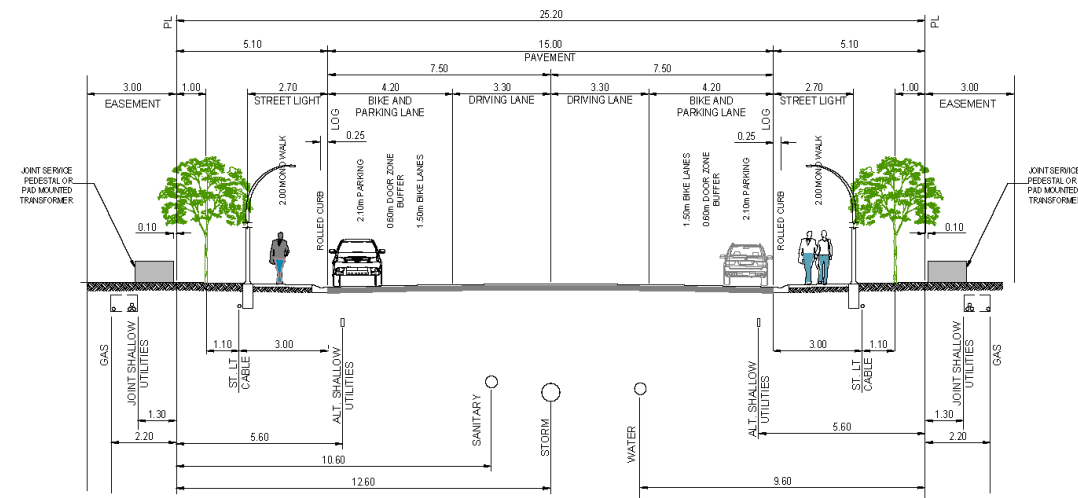 PL
25.20
PL
5.10
15.00
5.10
PAVEMENT
7.50
7.50
3.00
1.00
2.70
4.20
3.30
3.30
4.20
2.70
1.00
3.00
EASEMENT
STREET LIGHT
BIKE AND
PARKING LANE
DRIVING LANE
DRIVING LANE
BIKE AND
PARKING LANE
STREET LIGHT
EASEMENT
LOG
LOG
0.25
0.25
2.00 MONO WALK
ROLLED CURB
2.10m PARKING
0.60m DOOR ZONE
BUFFER
1.50m BIKE LANES
1.50m BIKE LANES
0.60m DOOR ZONE
BUFFER
2.10m PARKING
ROLLED CURB
2.00 MONO WALK
JOINT SERVICE
PEDESTAL OR
PAD MOUNTED
TRANSFORMER
JOINT SERVICE
PEDESTAL OR
PAD MOUNTED
TRANSFORMER
0.10
0.10
1.10
3.00
3.00
1.10
GAS
JOINT SHALLOW
UTILITIES
ST. LT
CABLE
ALT. SHALLOW
UTILITIES
SANITARY
STORM
WATER
ALT. SHALLOW
UTILITIES
ST. LT
CABLE
JOINT SHALLOW
UTILITIES
GAS
1.30
1.30
2.20
5.60
5.60
2.20
10.60
12.60
9.60